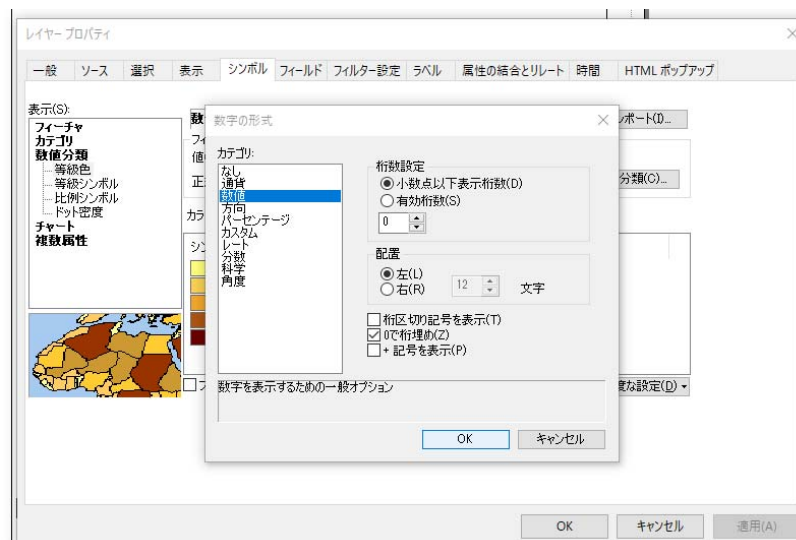 レイヤー プロパティ
一般 ソース 選択 表示 シンボル フィールド フィルター設定 ラベル 属性の結合とリレート 時間 HTML ポップアップ
表示(S):
フィーチャ
カテゴリ
数値分類
等級色
等級シンボル
比例シンボル
ドット密度
チャート
複数属性
数字の形式
カテゴリ:
なし
通貨
数値
方向
パーセンテージ
カスタム
レート
分数
科学
角度
桁数設定
小数点以下表示桁数(D)
有効桁数(S)
0
配置
左(L)
右(R)
12 文字
桁区切り記号を表示(T)
0で桁埋め(Z)
+ 記号を表示(P)
数字を表示するための一般オプション
OK キャンセル
分類(C)...
OK キャンセル 適用(A)